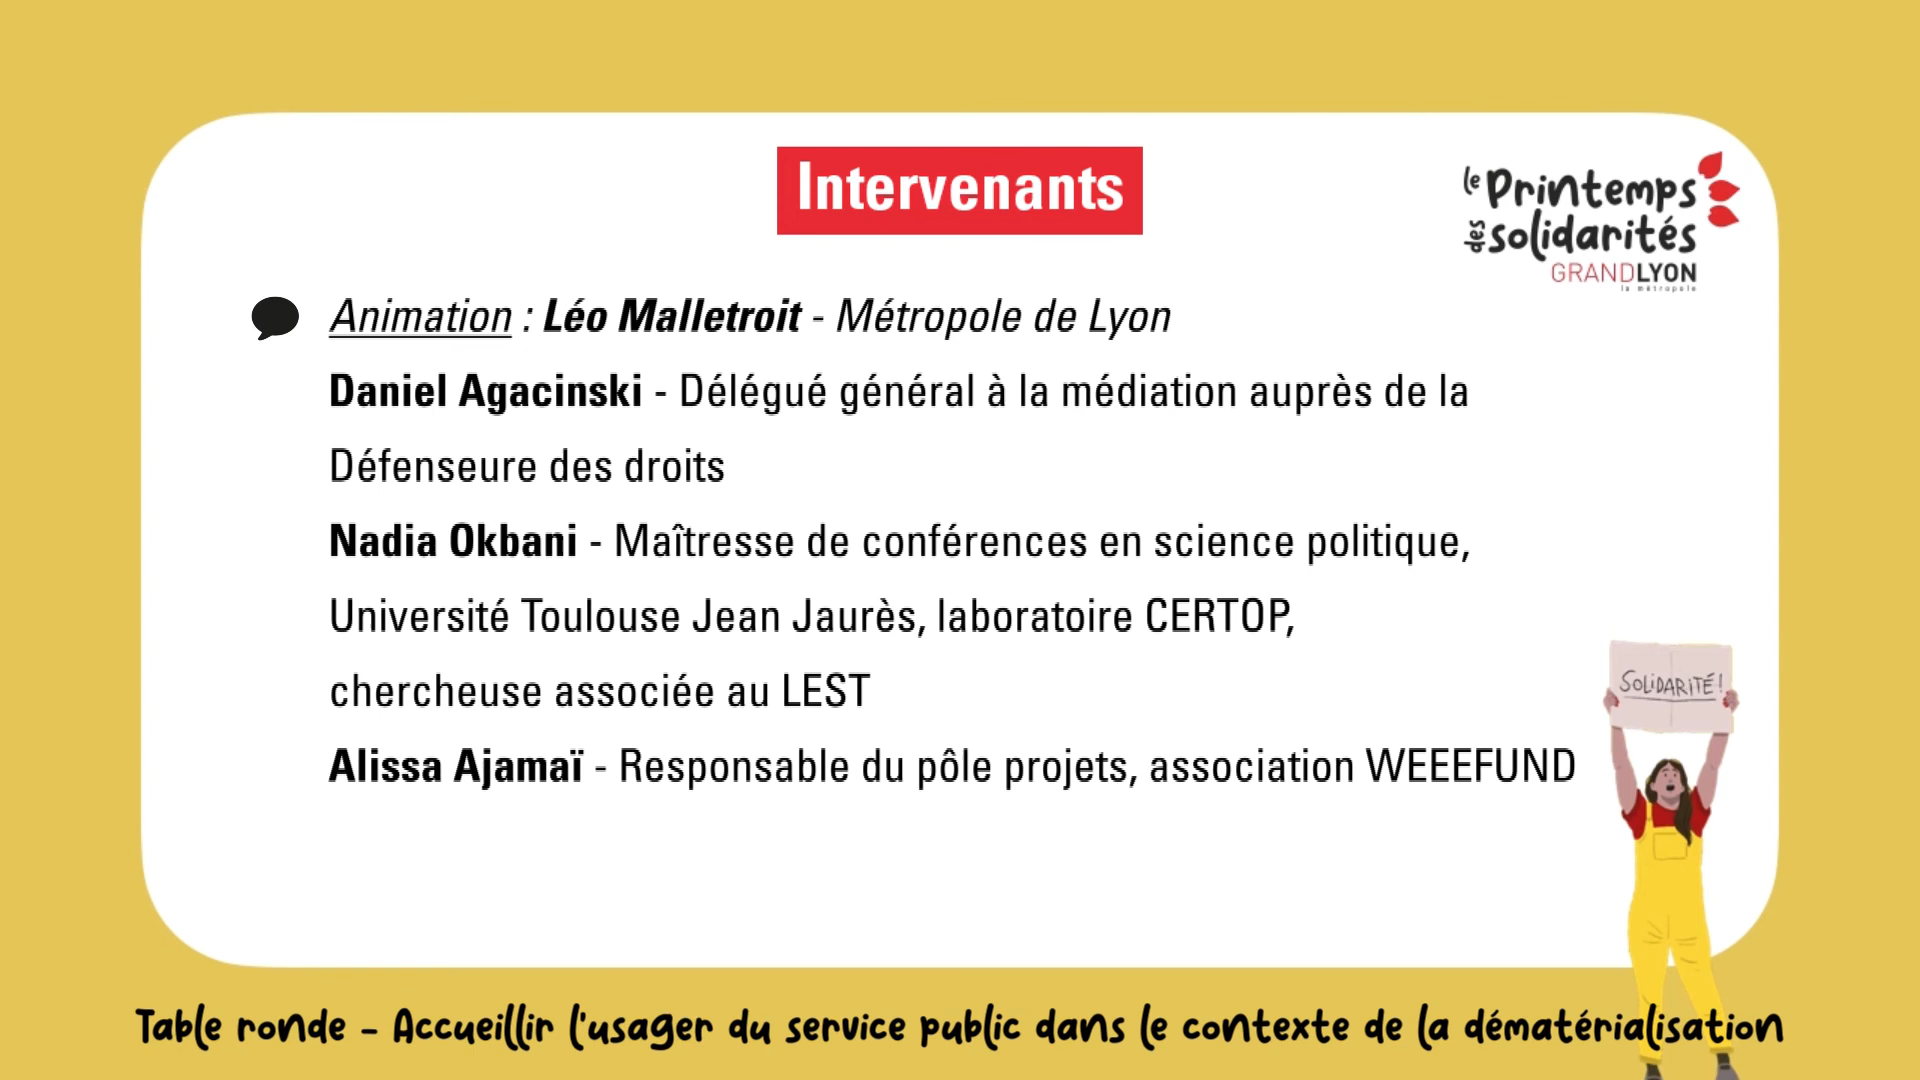 Intervenants
le Printemps
des solidarités
GRANDLYON
la métropole
Animation : Léo Malletroit - Métropole de Lyon
Daniel Agacinski - Délégué général à la médiation auprès de la
Défenseure des droits
Nadia Okbani - Maîtresse de conférences en science politique,
Université Toulouse Jean Jaurès, laboratoire CERTOP,
chercheuse associée au LEST
Alissa Ajamaï - Responsable du pôle projets, association WEEEFUND
SOLIDARITÉ!
Table ronde - Accueillir l'usager du service public dans le contexte de la dématérialisation